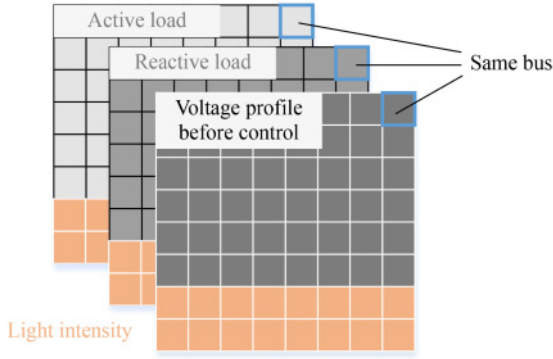 Active load
Reactive load
Same bus
Voltage profile
before control
Light intensity